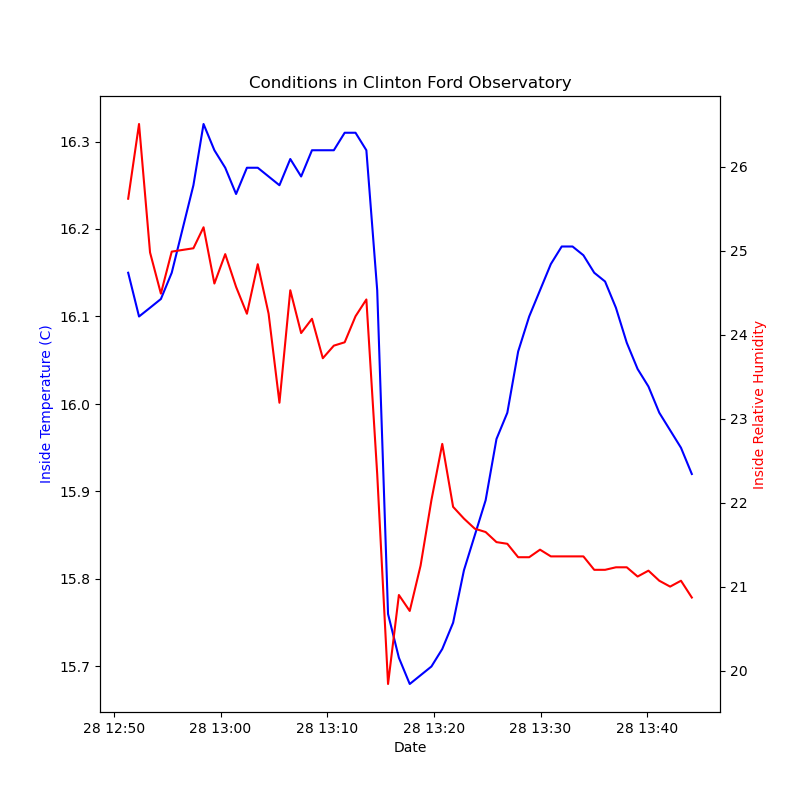 Conditions in Clinton Ford Observatory
16.3
16.2
16.1
16.0
15.9
15.8
15.7
Inside Temperature (C)
26
25
24
23
22
21
20
Inside Relative Humidity
28 12:50 28 13:00 28 13:10 28 13:20 28 13:30 28 13:40
Date